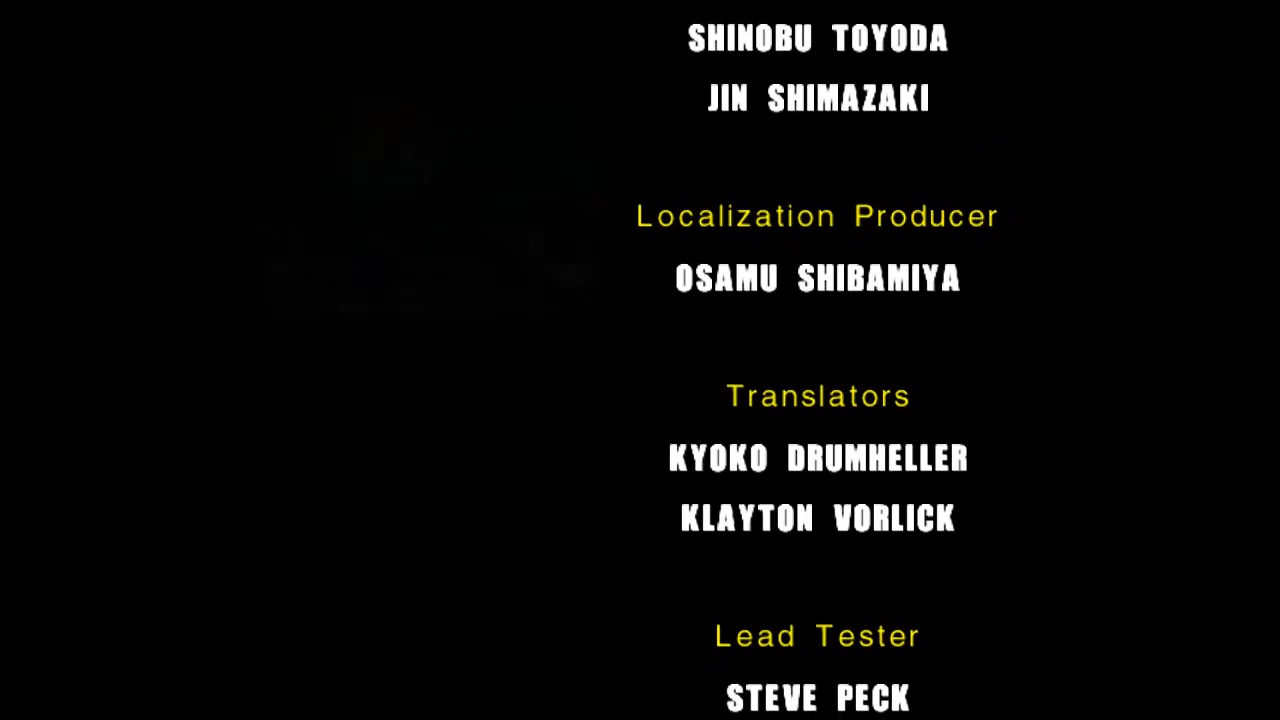 SHINOBU TOYODA
JIN SHIMAZAKI
Localization Producer
OSAMU SHIBAMIYA
Translators
KYOKO DRUMHELLER
KLAYTON VORLICK
Lead Tester
STEVE PECK